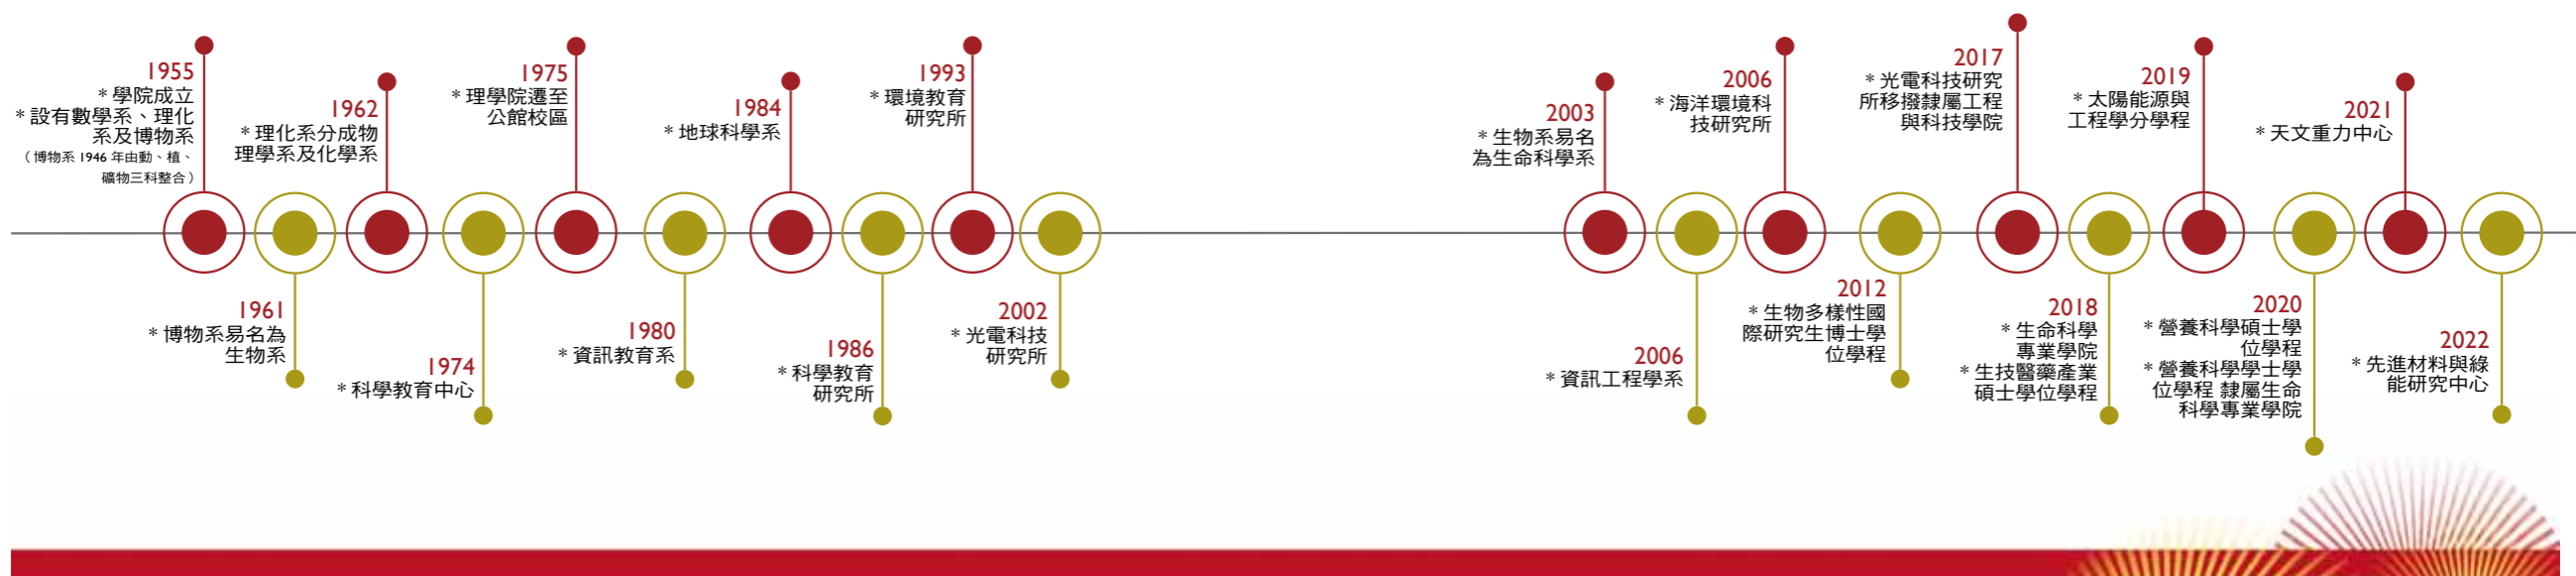 1955
* 學院成立
* 設有數學系、理化
系及博物系
（博物系 1946 年由動、植、
礦物三科整合）
1961
* 博物系易名為
生物系
1962
* 理化系分成物
理學系及化學系
1974
* 科學教育中心
1975
* 理學院遷至
公館校區
1980
* 資訊教育系
1984
* 地球科學系
1986
* 科學教育
研究所
1993
* 環境教育
研究所
2002
* 光電科技
研究所
2003
* 生物系易名
為生命科學系
2006
* 資訊工程學系
2006
* 海洋環境科
技研究所
2012
* 生物多樣性國
際研究生博士學
位學程
2017
* 光電科技研究
所移撥隸屬工程
與科技學院
2018
* 生命科學
專業學院
* 生技醫藥產業
碩士學位學程
2019
* 太陽能源與
工程學分學程
2020
* 營養科學碩士學
位學程
* 營養科學學士學
位學程 隸屬生命
科學專業學院
2021
* 天文重力中心
2022
* 先進材料與綠
能研究中心